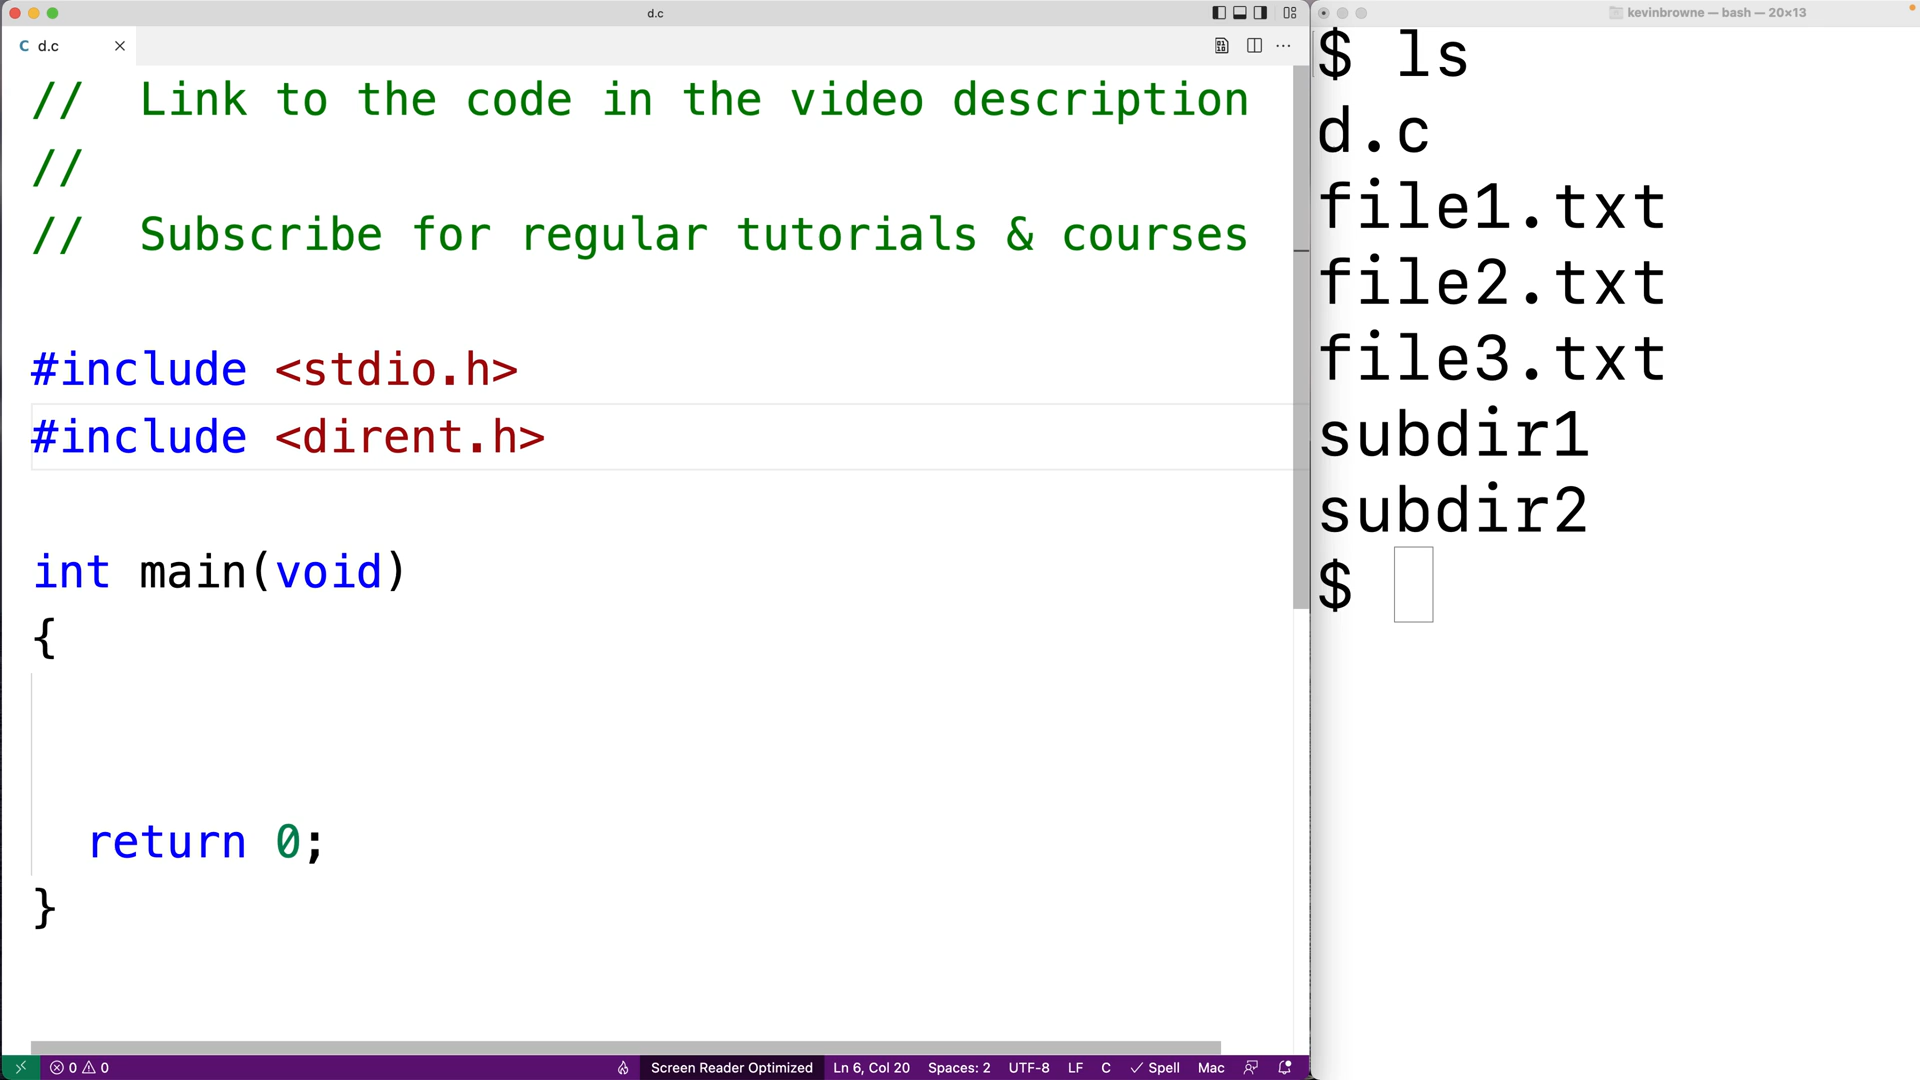 d.c
C d.c
//  Link to the code in the video description
//
//  Subscribe for regular tutorials & courses
#include <stdio.h>
#include <dirent.h>
int main(void)
{
  return 0;
}
0 0
Screen Reader Optimized
Ln 6, Col 20
Spaces: 2
UTF-8
LF
C
Spell
Mac
kevinbrowne — bash — 20×13
$ ls
d.c
file1.txt
file2.txt
file3.txt
subdir1
subdir2
$